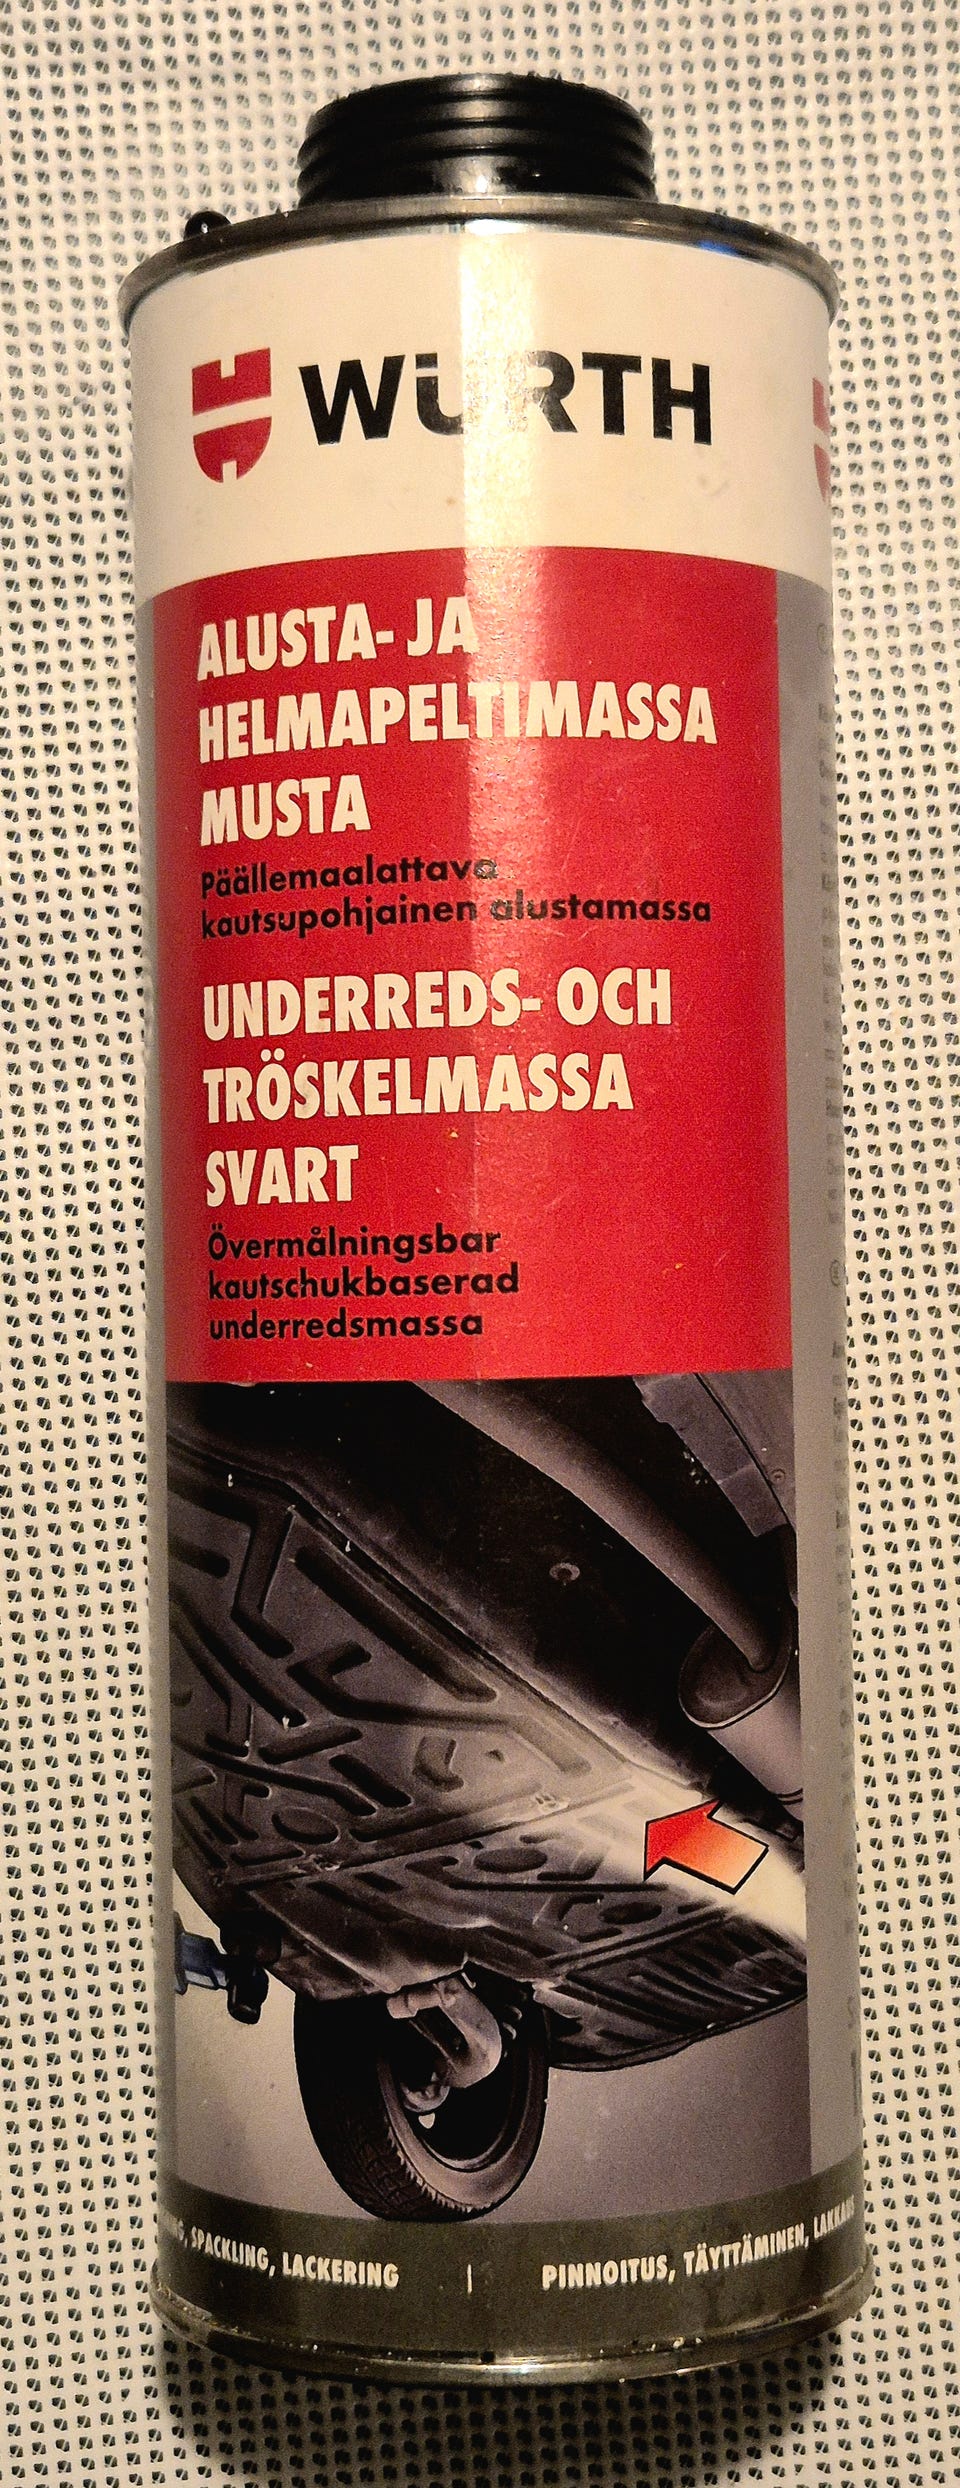 WÜRTH
ALUSTA- JA
HELMAPELTIMASSA
MUSTA
Päällemaalattava
kautsupohjainen alustamassa
UNDERREDS- OCH
TRÖSKELMASSA
SVART
Övermålningsbar
kautschukbaserad
underredsmassa
SPACKLING, LACKERING | PINNOITUS, TÄYTTÄMINEN,